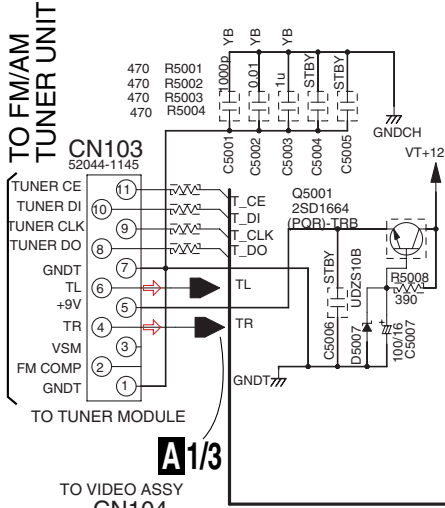 TO FM/AM
TUNER UNIT
470 R5001
470 R5002
470 R5003
470 R5004
YB
YB
YB
1000p
0.01
1u
STBY
STBY
C5001
C5002
C5003
C5004
C5005
GNDCH
VT+12
CN103
52044-1145
TUNER CE 11
TUNER DI 10
TUNER CLK 9
TUNER DO 8
GNDT 7
TL 6
+9V 5
TR 4
VSM 3
FM COMP 2
GNDT 1
T_CE
T_DI
T_CLK
T_DO
TL
TR
Q5001
2SD1664
(PQR)-TRB
R5008
390
STBY
C5006
UDZS10B
D5007
+
100/16
C5007
GNDT
TO TUNER MODULE
A 1/3
TO VIDEO ASSY
CN104